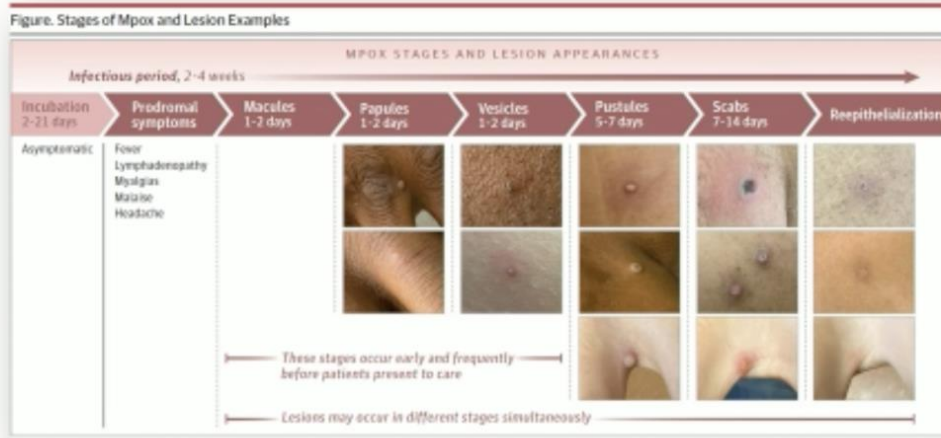 Figure. Stages of Mpox and Lesion Examples
MPOX STAGES AND LESION APPEARANCES
Infectious period, 2-4 weeks
Incubation
2-21 days
Prodromal
symptoms
Macules
1-2 days
Papules
1-2 days
Vesicles
1-2 days
Pustules
5-7 days
Scabs
7-14 days
Reepithelialization
Asymptomatic
Fever
Lymphadenopathy
Myalgias
Malaise
Headache
These stages occur early and frequently
before patients present to care
Lesions may occur in different stages simultaneously